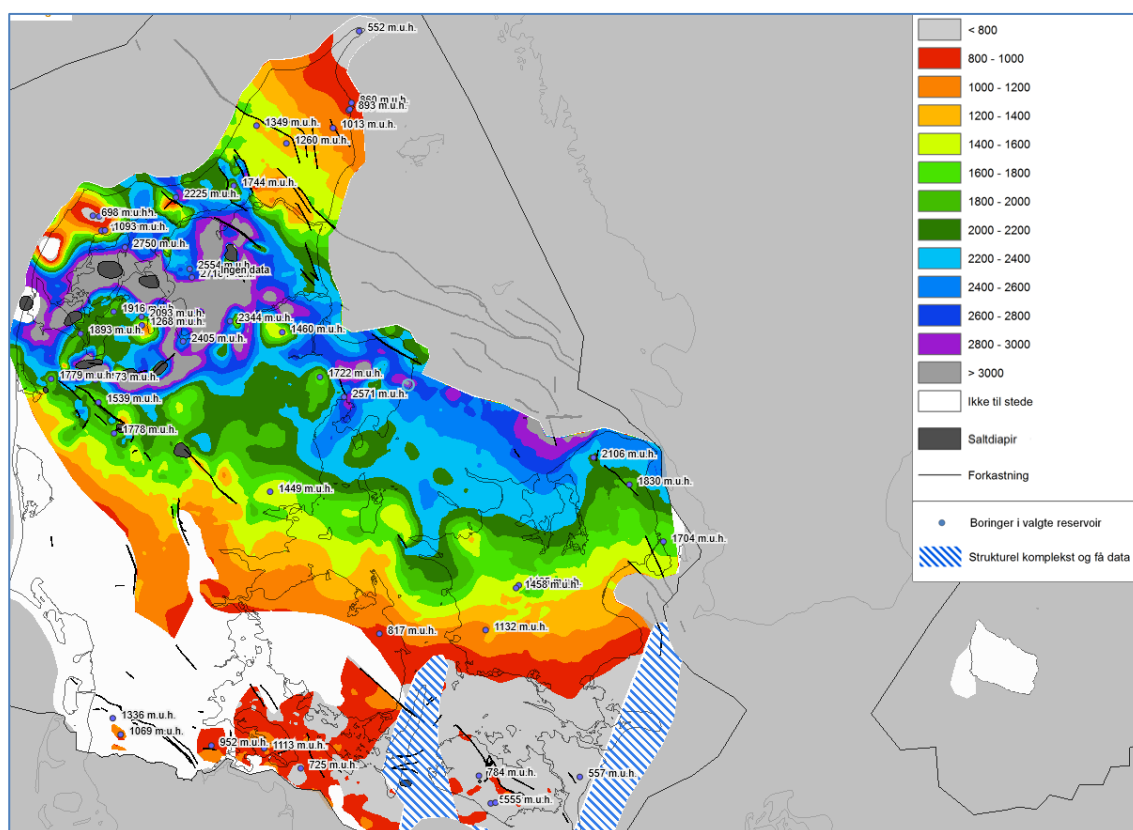 552 m.u.h.
893 m.u.h.
1013 m.u.h.
1349 m.u.h.
1260 m.u.h.
1744 m.u.h.
2225 m.u.h.
698 m.u.h.
1093 m.u.h.
2750 m.u.h.
2554 m.u.h.
Ingen data
1916 m.u.h.
2093 m.u.h.
1268 m.u.h.
1893 m.u.h.
2344 m.u.h.
2405 m.u.h.
1460 m.u.h.
1779 m.u.h.
1722 m.u.h.
1539 m.u.h.
2571 m.u.h.
1778 m.u.h.
2106 m.u.h.
1830 m.u.h.
1449 m.u.h.
1704 m.u.h.
1458 m.u.h.
1132 m.u.h.
817 m.u.h.
1336 m.u.h.
1069 m.u.h.
952 m.u.h.
1113 m.u.h.
725 m.u.h.
784 m.u.h.
557 m.u.h.
555 m.u.h.
< 800
800 - 1000
1000 - 1200
1200 - 1400
1400 - 1600
1600 - 1800
1800 - 2000
2000 - 2200
2200 - 2400
2400 - 2600
2600 - 2800
2800 - 3000
> 3000
Ikke til stede
Saltdiapir
Forkastning
Boringer i valgte reservoir
Strukturel komplekst og få data